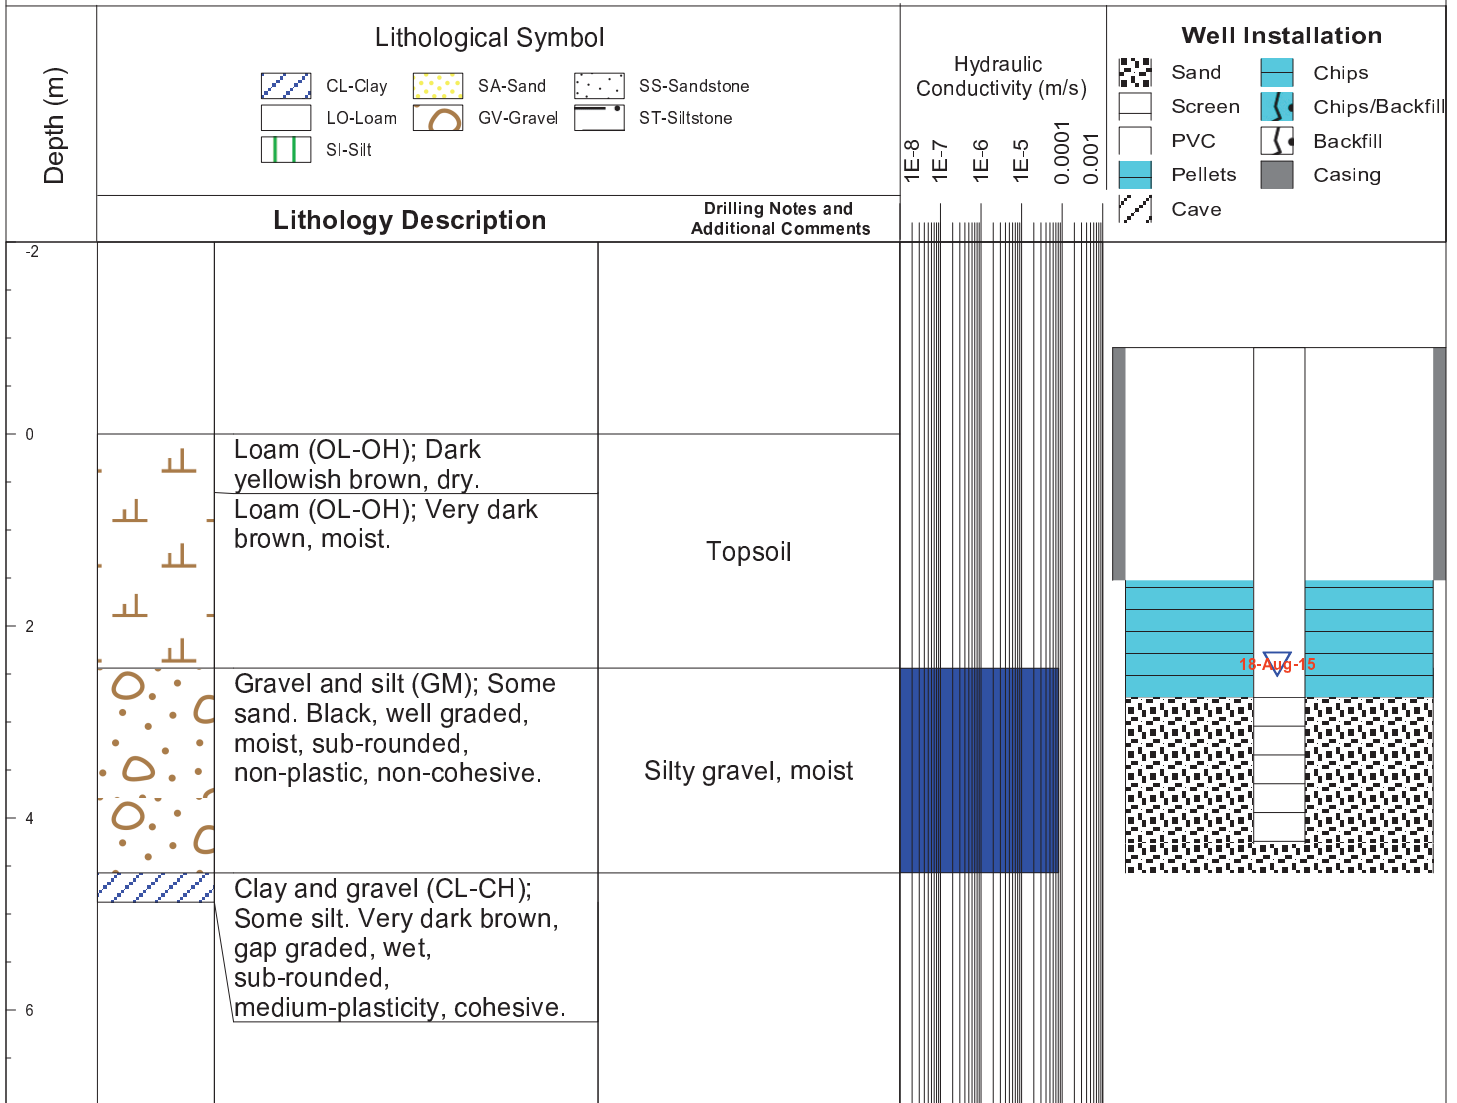 Depth (m)
Lithological Symbol
CL-Clay
SA-Sand
SS-Sandstone
LO-Loam
GV-Gravel
ST-Siltstone
SI-Silt
Lithology Description
Drilling Notes and
Additional Comments
Hydraulic
Conductivity (m/s)
1E-8
1E-7
1E-6
1E-5
0.0001
0.001
Well Installation
Sand
Chips
Screen
Chips/Backfill
PVC
Backfill
Pellets
Casing
Cave
-2
0
Loam (OL-OH); Dark
yellowish brown, dry.
Loam (OL-OH); Very dark
brown, moist.
Topsoil
2
18-Aug-15
Gravel and silt (GM); Some
sand. Black, well graded,
moist, sub-rounded,
non-plastic, non-cohesive.
Silty gravel, moist
4
Clay and gravel (CL-CH);
Some silt. Very dark brown,
gap graded, wet,
sub-rounded,
medium-plasticity, cohesive.
6